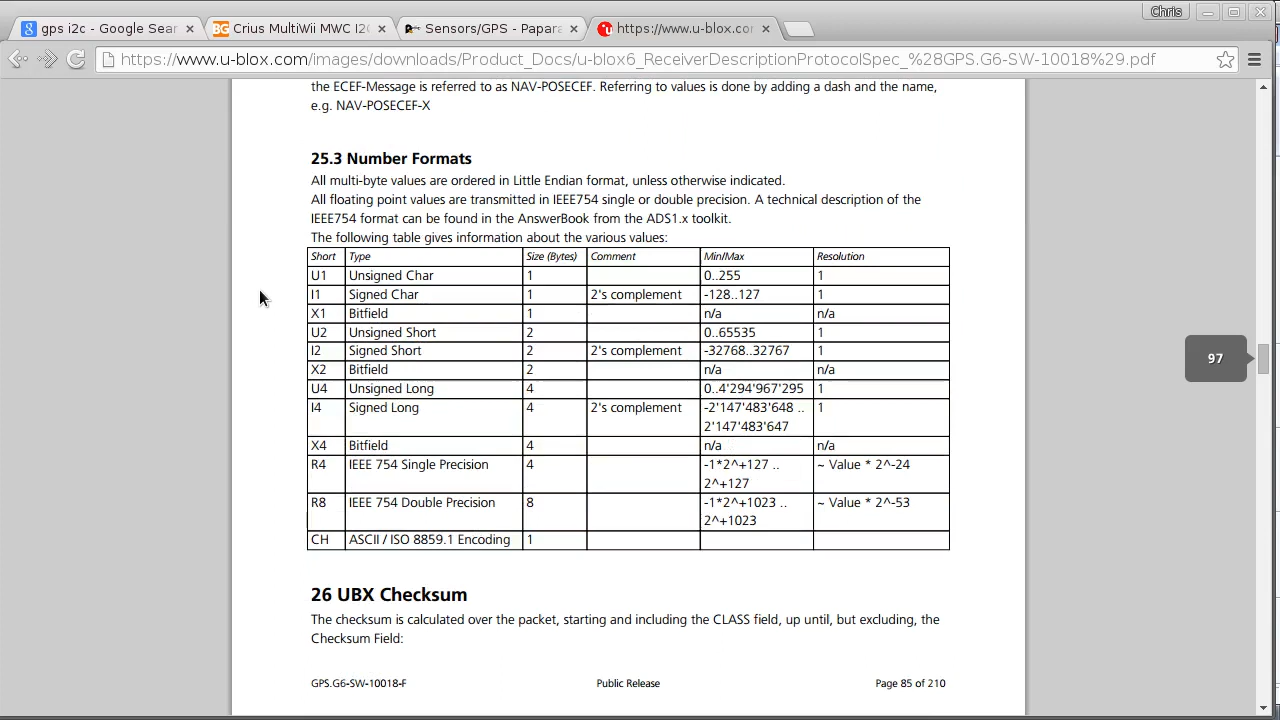 Chris
gps i2c - Google Sear
Crius MultiWii MWC I2C
Sensors/GPS - Papara
https://www.u-blox.cor
https://www.u-blox.com/images/downloads/Product_Docs/u-blox6_ReceiverDescriptionProtocolSpec_%28GPS.G6-SW-10018%29.pdf
the ECEF-Message is referred to as NAV-POSECEF. Referring to values is done by adding a dash and the name,
e.g. NAV-POSECEF-X
25.3 Number Formats
All multi-byte values are ordered in Little Endian format, unless otherwise indicated.
All floating point values are transmitted in IEEE754 single or double precision. A technical description of the
IEEE754 format can be found in the AnswerBook from the ADS1.x toolkit.
The following table gives information about the various values:
Short Type Size (Bytes) Comment Min/Max Resolution
U1 Unsigned Char 1 0..255 1
I1 Signed Char 1 2's complement -128..127 1
X1 Bitfield 1 n/a n/a
U2 Unsigned Short 2 0..65535 1
I2 Signed Short 2 2's complement -32768..32767 1
X2 Bitfield 2 n/a n/a
U4 Unsigned Long 4 0..4'294'967'295 1
I4 Signed Long 4 2's complement -2'147'483'648 .. 1
2'147'483'647
X4 Bitfield 4 n/a n/a
R4 IEEE 754 Single Precision 4 -1*2^+127 .. ~ Value * 2^-24
2^+127
R8 IEEE 754 Double Precision 8 -1*2^+1023 .. ~ Value * 2^-53
2^+1023
CH ASCII / ISO 8859.1 Encoding 1
97
26 UBX Checksum
The checksum is calculated over the packet, starting and including the CLASS field, up until, but excluding, the
Checksum Field:
GPS.G6-SW-10018-F Public Release Page 85 of 210